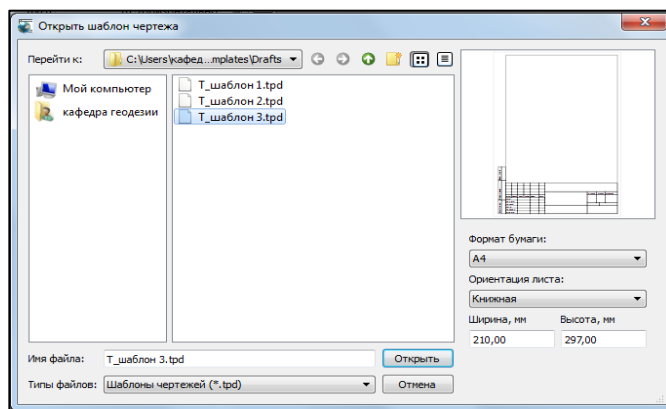 Открыть шаблон чертежа
Перейти к: C:\Users\кафед...mplates\Drafts
Мой компьютер
кафедра геодезии
Т_шаблон 1.tpd
Т_шаблон 2.tpd
Т_шаблон 3.tpd
Формат бумаги:
A4
Ориентация листа:
Книжная
Ширина, мм Высота, мм
210,00 297,00
Имя файла: Т_шаблон 3.tpd Открыть
Типы файлов: Шаблоны чертежей (*.tpd) Отмена